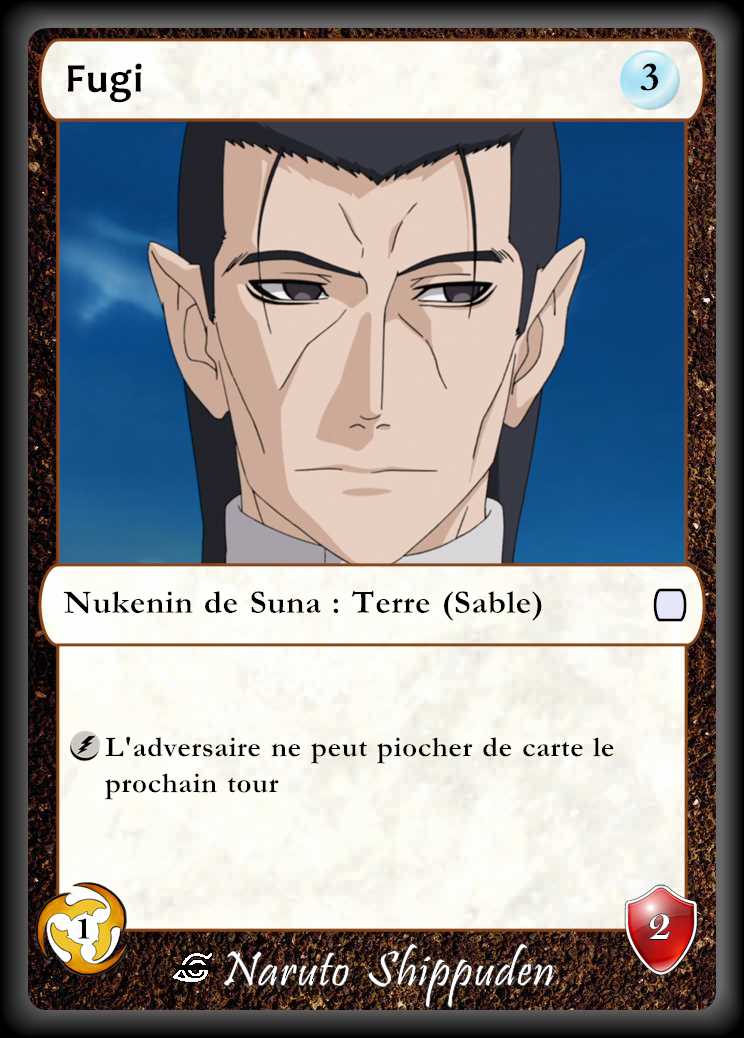 Fugi
3
Nukenin de Suna : Terre (Sable)
L'adversaire ne peut piocher de carte le
prochain tour
1
2
Naruto Shippuden